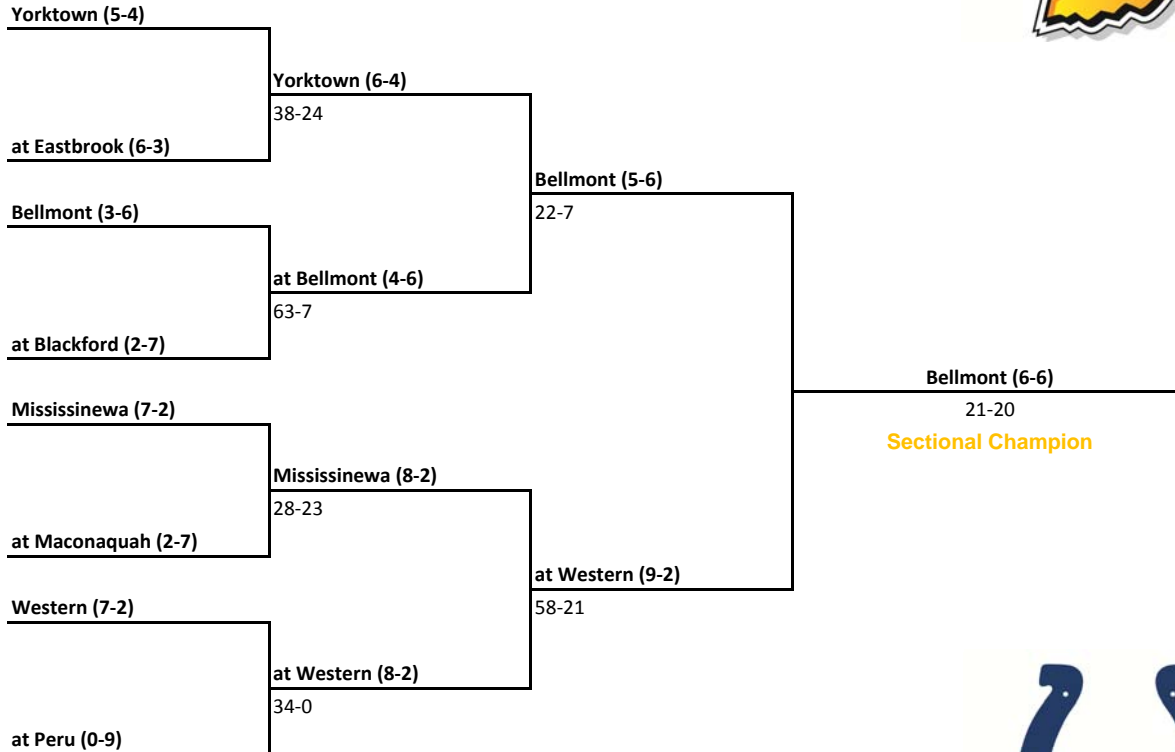 Yorktown (5-4)
Yorktown (6-4)
38-24
at Eastbrook (6-3)
Bellmont (5-6)
22-7
Bellmont (3-6)
at Bellmont (4-6)
63-7
at Blackford (2-7)
Bellmont (6-6)
21-20
Sectional Champion
Mississinewa (7-2)
Mississinewa (8-2)
28-23
at Maconaquah (2-7)
at Western (9-2)
58-21
Western (7-2)
at Western (8-2)
34-0
at Peru (0-9)